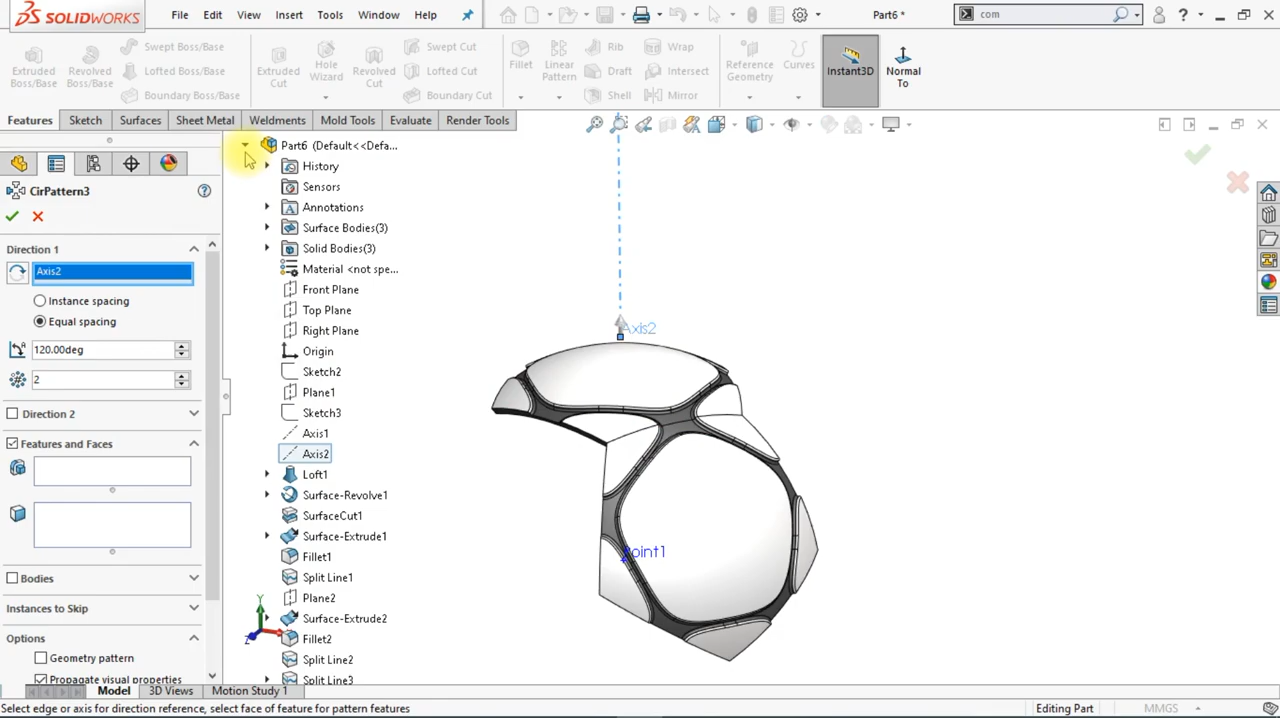 SOLIDWORKS File Edit View Insert Tools Window Help Part6 * com ?
Extruded Boss/Base
Revolved Boss/Base
Swept Boss/Base
Lofted Boss/Base
Boundary Boss/Base
Extruded Cut
Hole Wizard
Revolved Cut
Swept Cut
Lofted Cut
Boundary Cut
Fillet
Linear Pattern
Rib
Draft
Shell
Wrap
Intersect
Mirror
Reference Geometry
Curves
Instant3D
Normal To
Features Sketch Surfaces Sheet Metal Weldments Mold Tools Evaluate Render Tools
CirPattern3
Direction 1
Axis2
Instance spacing
Equal spacing
120.00deg
2
Direction 2
Features and Faces
Bodies
Instances to Skip
Options
Geometry pattern
Propagate visual properties
Part6 (Default<<Defa...
History
Sensors
Annotations
Surface Bodies(3)
Solid Bodies(3)
Material <not spe...
Front Plane
Top Plane
Right Plane
Origin
Sketch2
Plane1
Sketch3
Axis1
Axis2
Loft1
Surface-Revolve1
SurfaceCut1
Surface-Extrude1
Fillet1
Split Line1
Plane2
Surface-Extrude2
Fillet2
Split Line2
Split Line3
Axis2
Point1
Y
Z
Model 3D Views Motion Study 1
Select edge or axis for direction reference, select face of feature for pattern features Editing Part MMGS